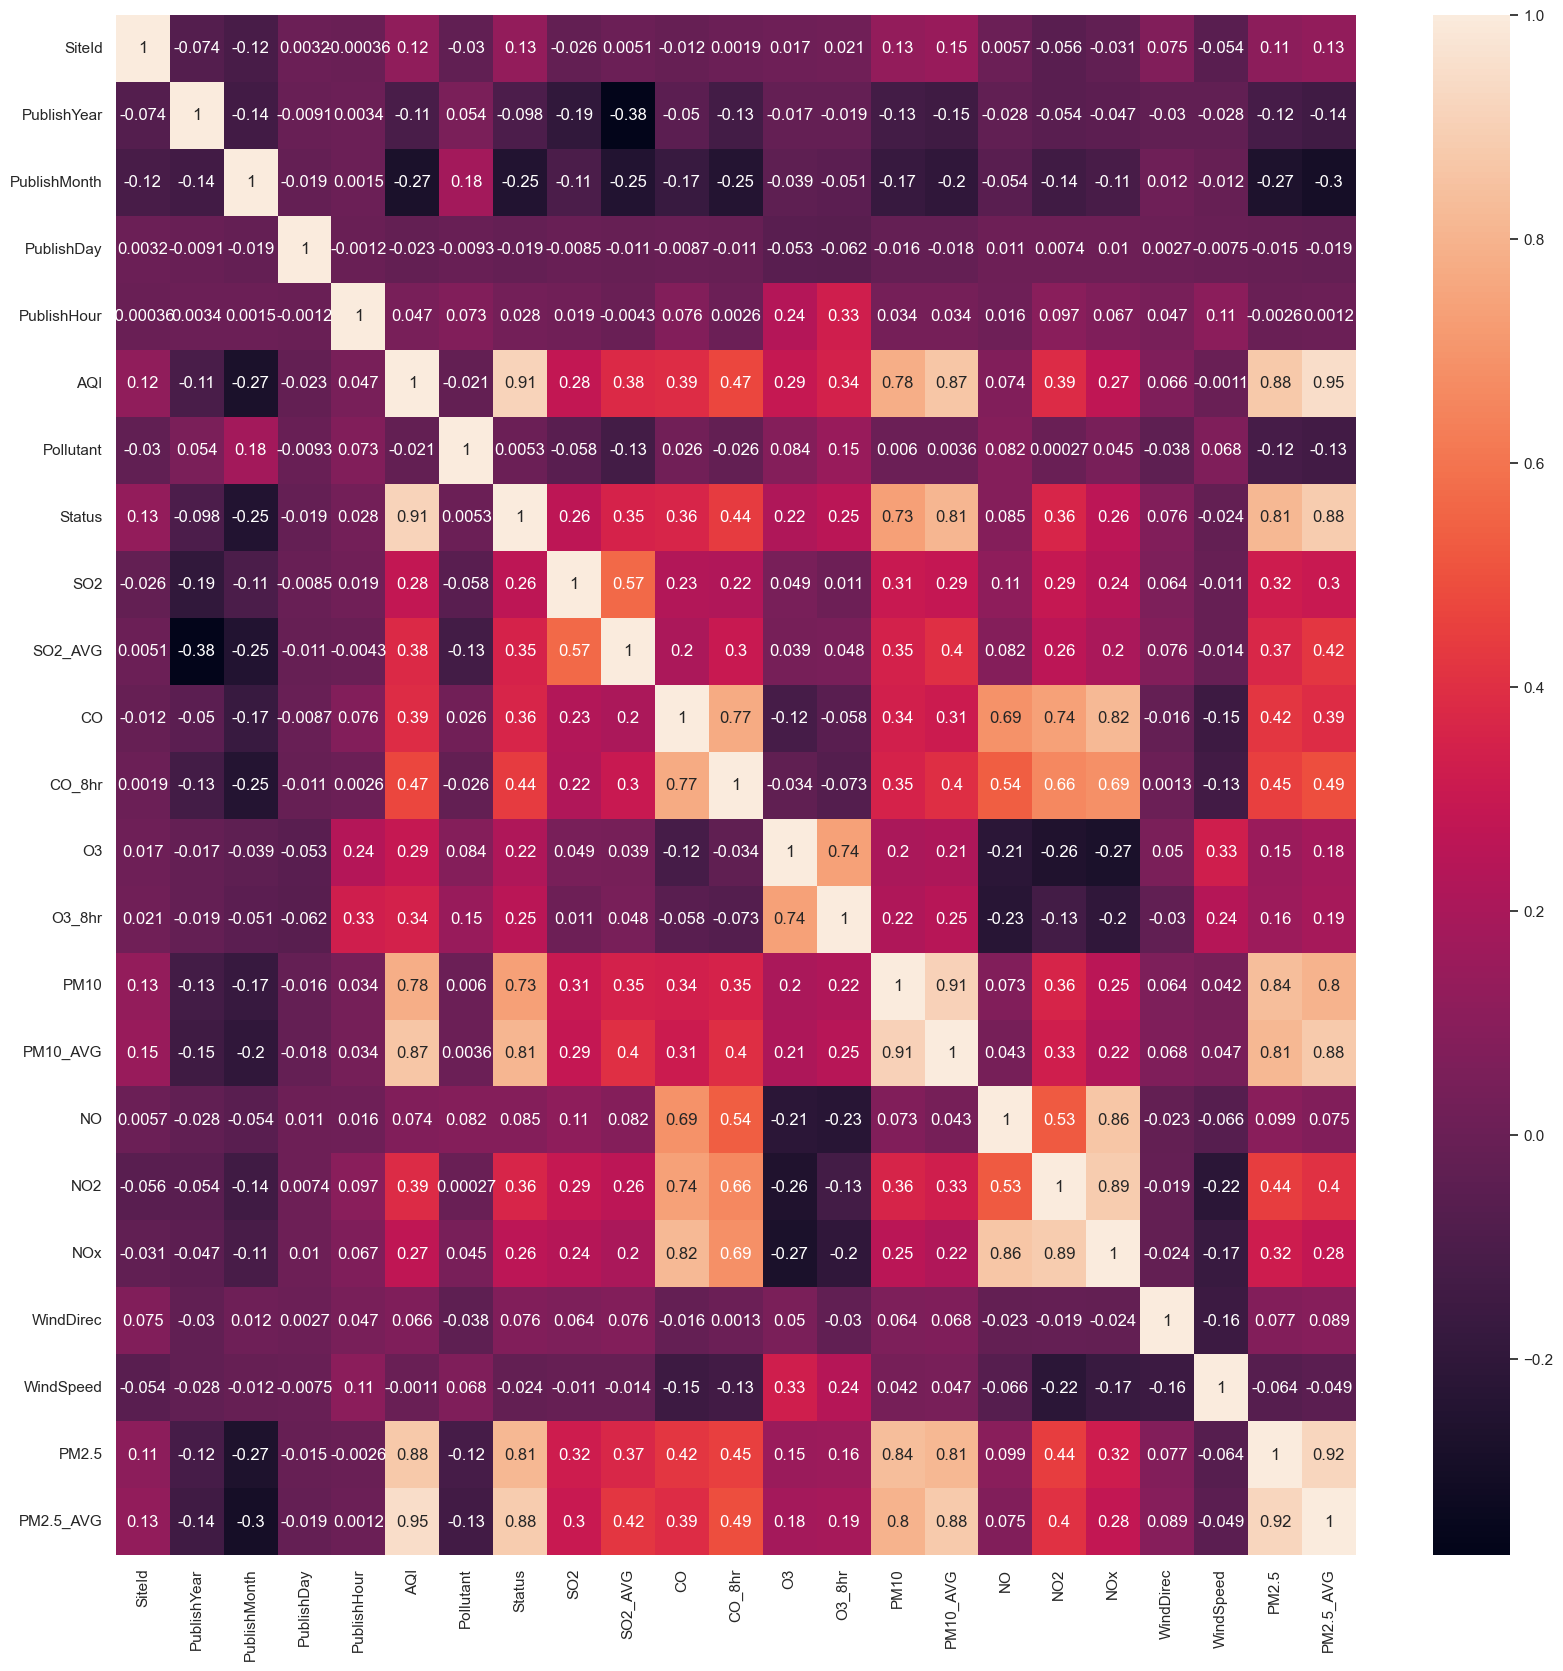 SiteId 1 -0.074 -0.12 0.0032 -0.00036 0.12 -0.03 0.13 -0.026 0.0051 -0.012 0.0019 0.017 0.021 0.13 0.15 0.0057 -0.056 -0.031 0.075 -0.054 0.11 0.13
PublishYear -0.074 1 -0.14 -0.0091 0.0034 -0.11 0.054 -0.098 -0.19 -0.38 -0.05 -0.13 -0.017 -0.019 -0.13 -0.15 -0.028 -0.054 -0.047 -0.03 -0.028 -0.12 -0.14
PublishMonth -0.12 -0.14 1 -0.019 0.0015 -0.27 0.18 -0.25 -0.11 -0.25 -0.17 -0.25 -0.039 -0.051 -0.17 -0.2 -0.054 -0.14 -0.11 0.012 -0.012 -0.27 -0.3
PublishDay 0.0032 -0.0091 -0.019 1 -0.0012 -0.023 -0.0093 -0.019 -0.0085 -0.011 -0.0087 -0.011 -0.053 -0.062 -0.016 -0.018 0.011 0.0074 0.01 0.0027 -0.0075 -0.015 -0.019
PublishHour 0.00036 0.0034 0.0015 -0.0012 1 0.047 0.073 0.028 0.019 -0.0043 0.076 0.0026 0.24 0.33 0.034 0.034 0.016 0.097 0.067 0.047 0.11 -0.0026 0.0012
AQI 0.12 -0.11 -0.27 -0.023 0.047 1 -0.021 0.91 0.28 0.38 0.39 0.47 0.29 0.34 0.78 0.87 0.074 0.39 0.27 0.066 -0.0011 0.88 0.95
Pollutant -0.03 0.054 0.18 -0.0093 0.073 -0.021 1 0.0053 -0.058 -0.13 0.026 -0.026 0.084 0.15 0.006 0.0036 0.082 0.00027 0.045 -0.038 0.068 -0.12 -0.13
Status 0.13 -0.098 -0.25 -0.019 0.028 0.91 0.0053 1 0.26 0.35 0.36 0.44 0.22 0.25 0.73 0.81 0.085 0.36 0.26 0.076 -0.024 0.81 0.88
SO2 -0.026 -0.19 -0.11 -0.0085 0.019 0.28 -0.058 0.26 1 0.57 0.23 0.22 0.049 0.011 0.31 0.29 0.11 0.29 0.24 0.064 -0.011 0.32 0.3
SO2_AVG 0.0051 -0.38 -0.25 -0.011 -0.0043 0.38 -0.13 0.35 0.57 1 0.2 0.3 0.039 0.048 0.35 0.4 0.082 0.26 0.2 0.076 -0.014 0.37 0.42
CO -0.012 -0.05 -0.17 -0.0087 0.076 0.39 0.026 0.36 0.23 0.2 1 0.77 -0.12 -0.058 0.34 0.31 0.69 0.74 0.82 -0.016 -0.15 0.42 0.39
CO_8hr 0.0019 -0.13 -0.25 -0.011 0.0026 0.47 -0.026 0.44 0.22 0.3 0.77 1 -0.034 -0.073 0.35 0.4 0.54 0.66 0.69 0.0013 -0.13 0.45 0.49
O3 0.017 -0.017 -0.039 -0.053 0.24 0.29 0.084 0.22 0.049 0.039 -0.12 -0.034 1 0.74 0.2 0.21 -0.21 -0.26 -0.27 0.05 0.33 0.15 0.18
O3_8hr 0.021 -0.019 -0.051 -0.062 0.33 0.34 0.15 0.25 0.011 0.048 -0.058 -0.073 0.74 1 0.22 0.25 -0.23 -0.13 -0.2 -0.03 0.24 0.16 0.19
PM10 0.13 -0.13 -0.17 -0.016 0.034 0.78 0.006 0.73 0.31 0.35 0.34 0.35 0.2 0.22 1 0.91 0.073 0.36 0.25 0.064 0.042 0.84 0.8
PM10_AVG 0.15 -0.15 -0.2 -0.018 0.034 0.87 0.0036 0.81 0.29 0.4 0.31 0.4 0.21 0.25 0.91 1 0.043 0.33 0.22 0.068 0.047 0.81 0.88
NO 0.0057 -0.028 -0.054 0.011 0.016 0.074 0.082 0.085 0.11 0.082 0.69 0.54 -0.21 -0.23 0.073 0.043 1 0.53 0.86 -0.023 -0.066 0.099 0.075
NO2 -0.056 -0.054 -0.14 0.0074 0.097 0.39 0.00027 0.36 0.29 0.26 0.74 0.66 -0.26 -0.13 0.36 0.33 0.53 1 0.89 -0.019 -0.22 0.44 0.4
NOx -0.031 -0.047 -0.11 0.01 0.067 0.27 0.045 0.26 0.24 0.2 0.82 0.69 -0.27 -0.2 0.25 0.22 0.86 0.89 1 -0.024 -0.17 0.32 0.28
WindDirec 0.075 -0.03 0.012 0.0027 0.047 0.066 -0.038 0.076 0.064 0.076 -0.016 0.0013 0.05 -0.03 0.064 0.068 -0.023 -0.019 -0.024 1 -0.16 0.077 0.089
WindSpeed -0.054 -0.028 -0.012 -0.0075 0.11 -0.0011 0.068 -0.024 -0.011 -0.014 -0.15 -0.13 0.33 0.24 0.042 0.047 -0.066 -0.22 -0.17 -0.16 1 -0.064 -0.049
PM2.5 0.11 -0.12 -0.27 -0.015 -0.0026 0.88 -0.12 0.81 0.32 0.37 0.42 0.45 0.15 0.16 0.84 0.81 0.099 0.44 0.32 0.077 -0.064 1 0.92
PM2.5_AVG 0.13 -0.14 -0.3 -0.019 0.0012 0.95 -0.13 0.88 0.3 0.42 0.39 0.49 0.18 0.19 0.8 0.88 0.075 0.4 0.28 0.089 -0.049 0.92 1
SiteId PublishYear PublishMonth PublishDay PublishHour AQI Pollutant Status SO2 SO2_AVG CO CO_8hr O3 O3_8hr PM10 PM10_AVG NO NO2 NOx WindDirec WindSpeed PM2.5 PM2.5_AVG
1.0
0.8
0.6
0.4
0.2
0.0
−0.2